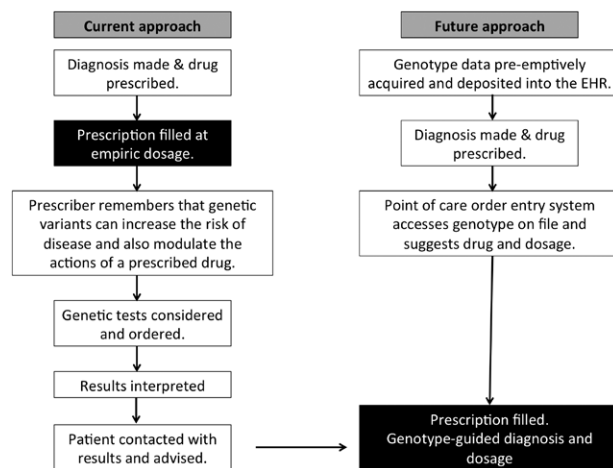 Current approach
Diagnosis made & drug
prescribed.
Prescription filled at
empiric dosage.
Prescriber remembers that genetic
variants can increase the risk of
disease and also modulate the
actions of a prescribed drug.
Genetic tests considered
and ordered.
Results interpreted
Patient contacted with
results and advised.
Future approach
Genotype data pre-emptively
acquired and deposited into the EHR.
Diagnosis made & drug
prescribed.
Point of care order entry system
accesses genotype on file and
suggests drug and dosage.
Prescription filled.
Genotype-guided diagnosis and
dosage